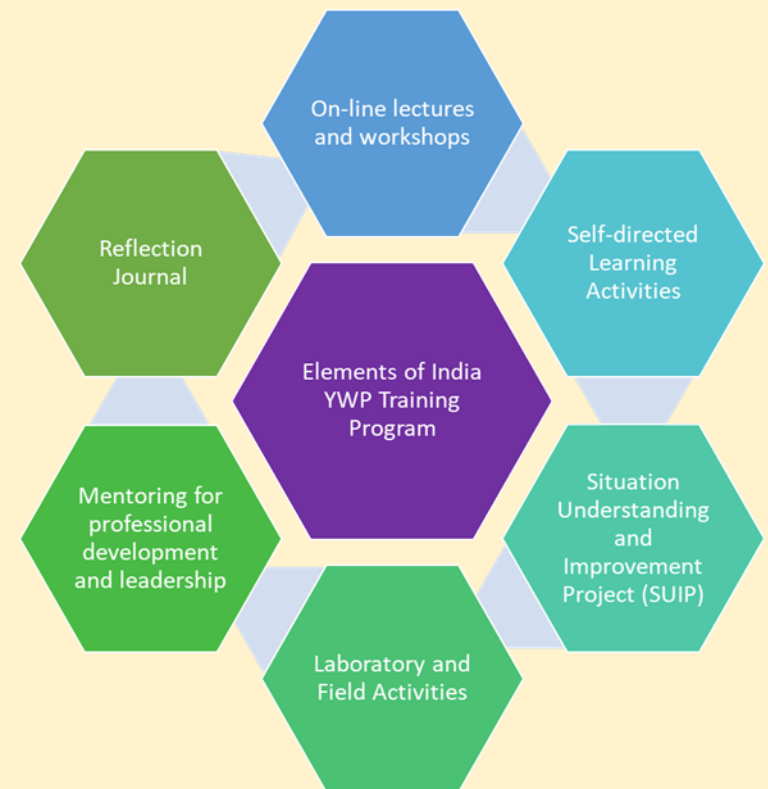 On-line lectures
and workshops
Self-directed
Learning
Activities
Situation
Understanding
and
Improvement
Project (SUIP)
Laboratory and
Field Activities
Mentoring for
professional
development
and leadership
Reflection
Journal
Elements of India
YWP Training
Program